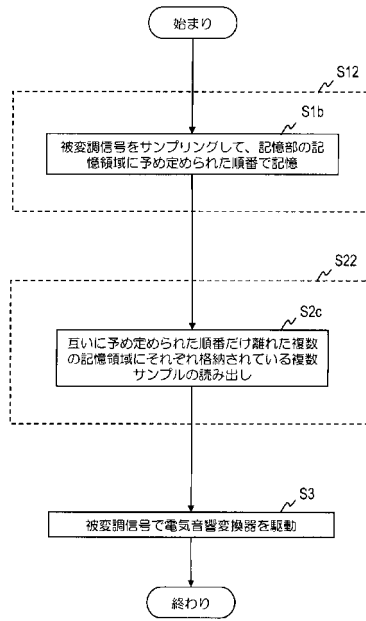 始まり
S12
S1b
被変調信号をサンプリングして、記憶部の記
憶領域に予め定められた順番で記憶
S22
S2c
互いに予め定められた順番だけ離れた複数
の記憶領域にそれぞれ格納されている複数
サンプルの読み出し
S3
被変調信号で電気音響変換器を駆動
終わり